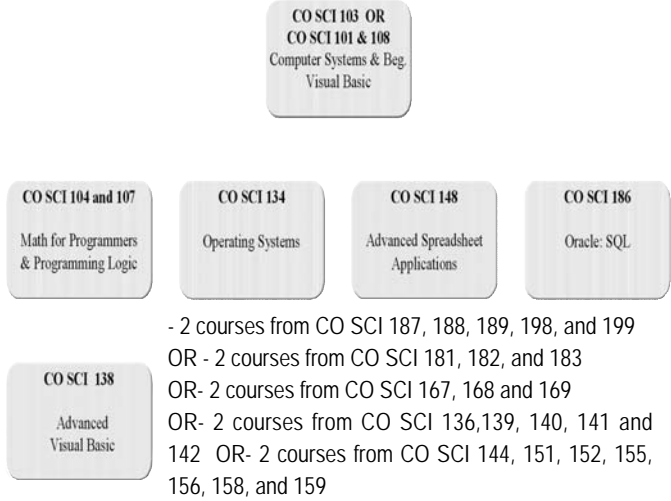 CO SCI 103 OR
CO SCI 101 & 108
Computer Systems & Beg.
Visual Basic
CO SCI 104 and 107
Math for Programmers
& Programming Logic
CO SCI 134
Operating Systems
CO SCI 148
Advanced Spreadsheet
Applications
CO SCI 186
Oracle: SQL
CO SCI 138
Advanced
Visual Basic
- 2 courses from CO SCI 187, 188, 189, 198, and 199
OR - 2 courses from CO SCI 181, 182, and 183
OR- 2 courses from CO SCI 167, 168 and 169
OR- 2 courses from CO SCI 136,139, 140, 141 and
142 OR- 2 courses from CO SCI 144, 151, 152, 155,
156, 158, and 159